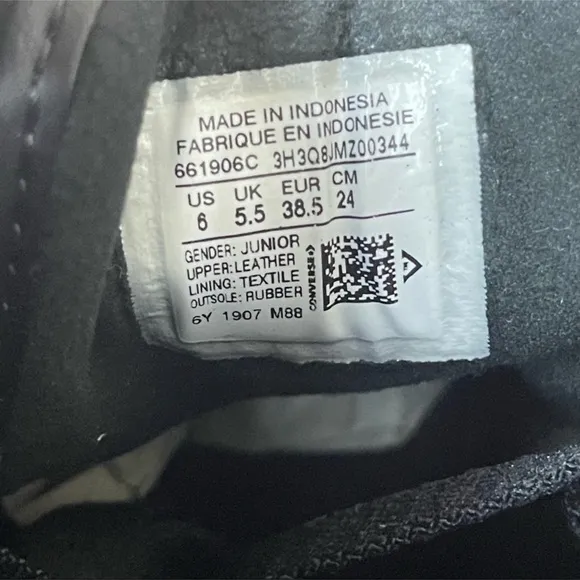 MADE IN INDONESIA
FABRIQUE EN INDONESIE
661906C 3H3Q8JMZ00344
US UK EUR CM
6 5.5 38.5 24
GENDER: JUNIOR
UPPER: LEATHER
LINING: TEXTILE
OUTSOLE: RUBBER
6Y 1907 M88
CONVERSE